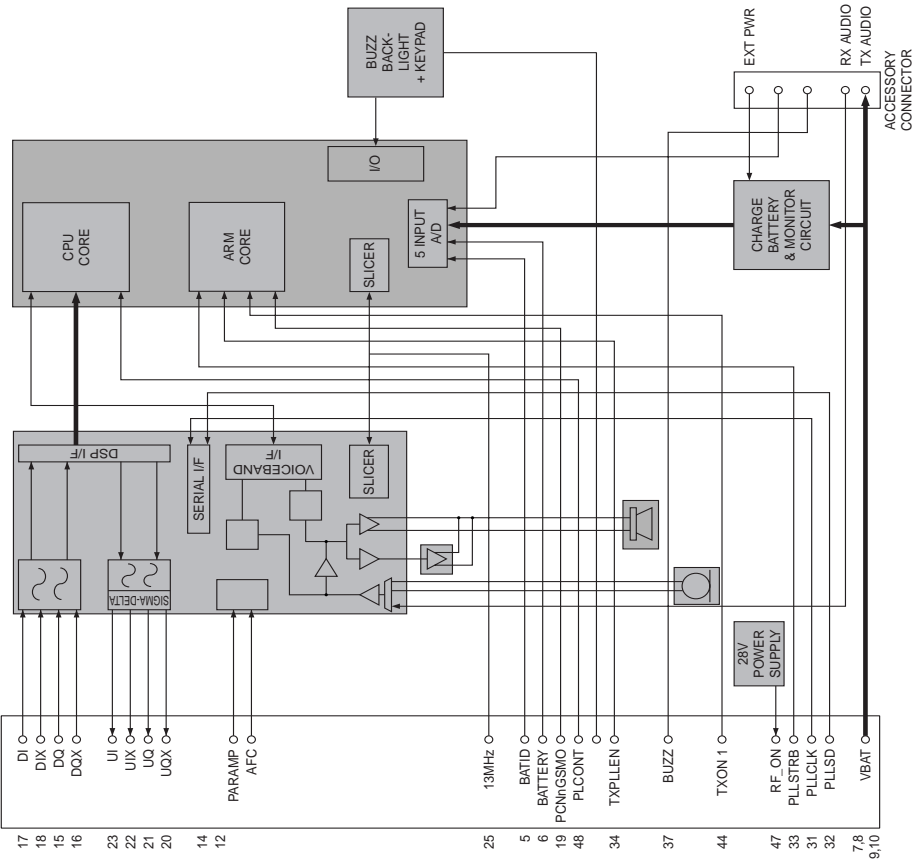 BUZZ
BACK-
LIGHT
+ KEYPAD
EXT PWR
RX AUDIO
TX AUDIO
ACCESSORY
CONNECTOR
I/O
CPU
CORE
ARM
CORE
SLICER
5 INPUT
A/D
CHARGE
BATTERY
& MONITOR
CIRCUIT
DSP I/F
SERIAL I/F
VOICEBAND
I/F
SLICER
SIGMA-DELTA
28V
POWER
SUPPLY
DI
DIX
DQ
DQX
UI
UIX
UQ
UQX
PARAMP
AFC
13MHz
BATID
BATTERY
PCNnGSMO
PLCONT
TXPLLEN
BUZZ
TXON 1
RF_ON
PLLSTRB
PLLCLK
PLLSD
VBAT
17
18
15
16
23
22
21
20
14
12
25
5
6
19
48
34
37
44
47
33
31
32
7,8
9,10